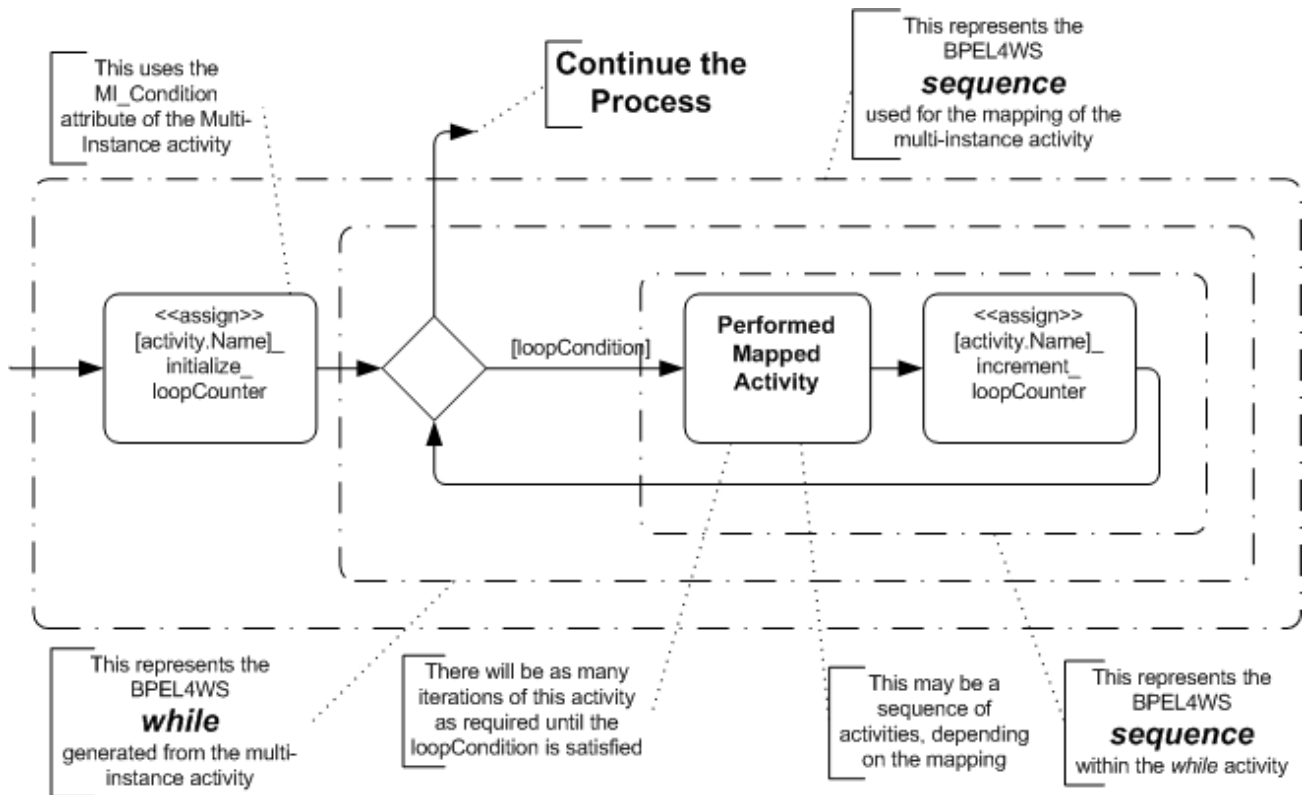 This uses the
MI_Condition
attribute of the Multi-
Instance activity
Continue the
Process
This represents the
BPEL4WS
sequence
used for the mapping of the
multi-instance activity
<<assign>>
[activity.Name]_
initialize_
loopCounter
[loopCondition]
Performed
Mapped
Activity
<<assign>>
[activity.Name]_
increment_
loopCounter
This represents the
BPEL4WS
while
generated from the multi-
instance activity
There will be as many
iterations of this activity
as required until the
loopCondition is satisfied
This may be a
sequence of
activities, depending
on the mapping
This represents the
BPEL4WS
sequence
within the while activity